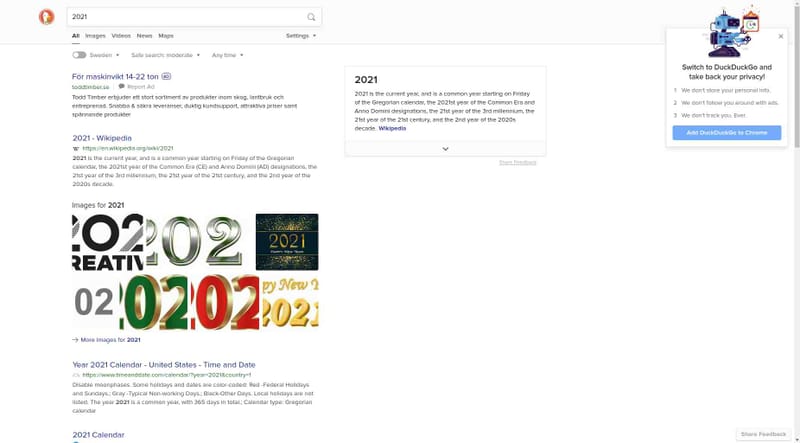 2021
All Images Videos News Maps Settings
Sweden Safe search: moderate Any time
För maskinvikt 14-22 ton AD
toddtimber.se Report Ad
Todd Timber erbjuder ett stort sortiment av produkter inom skog, lantbruk och
entreprenad. Snabba & säkra leveranser, duktig kundsupport, attraktiva priser samt
spännande produkter
2021 - Wikipedia
W https://en.wikipedia.org/wiki/2021
2021 is the current year, and is a common year starting on Friday of the Gregorian
calendar, the 2021st year of the Common Era (CE) and Anno Domini (AD) designations, the
21st year of the 3rd millennium, the 21st year of the 21st century, and the 2nd year of the
2020s decade.
Images for 2021
202
REATIV
202
2021
02
02
02
ppy New Y
2021
→ More Images for 2021
Year 2021 Calendar - United States - Time and Date
https://www.timeanddate.com/calendar/?year=2021&country=1
Disable moonphases. Some holidays and dates are color-coded: Red -Federal Holidays
and Sundays.; Gray -Typical Non-working Days.; Black-Other Days. Local holidays are not
listed. The year 2021 is a common year, with 365 days in total.; Calendar type: Gregorian
calendar
2021 Calendar
2021
2021 is the current year, and is a common year starting on Friday
of the Gregorian calendar, the 2021st year of the Common Era and
Anno Domini designations, the 21st year of the 3rd millennium, the
21st year of the 21st century, and the 2nd year of the 2020s
decade. Wikipedia
Share Feedback
Switch to DuckDuckGo and
take back your privacy!
1 We don't store your personal info.
2 We don't follow you around with ads.
3 We don't track you. Ever.
Add DuckDuckGo to Chrome
Share Feedback